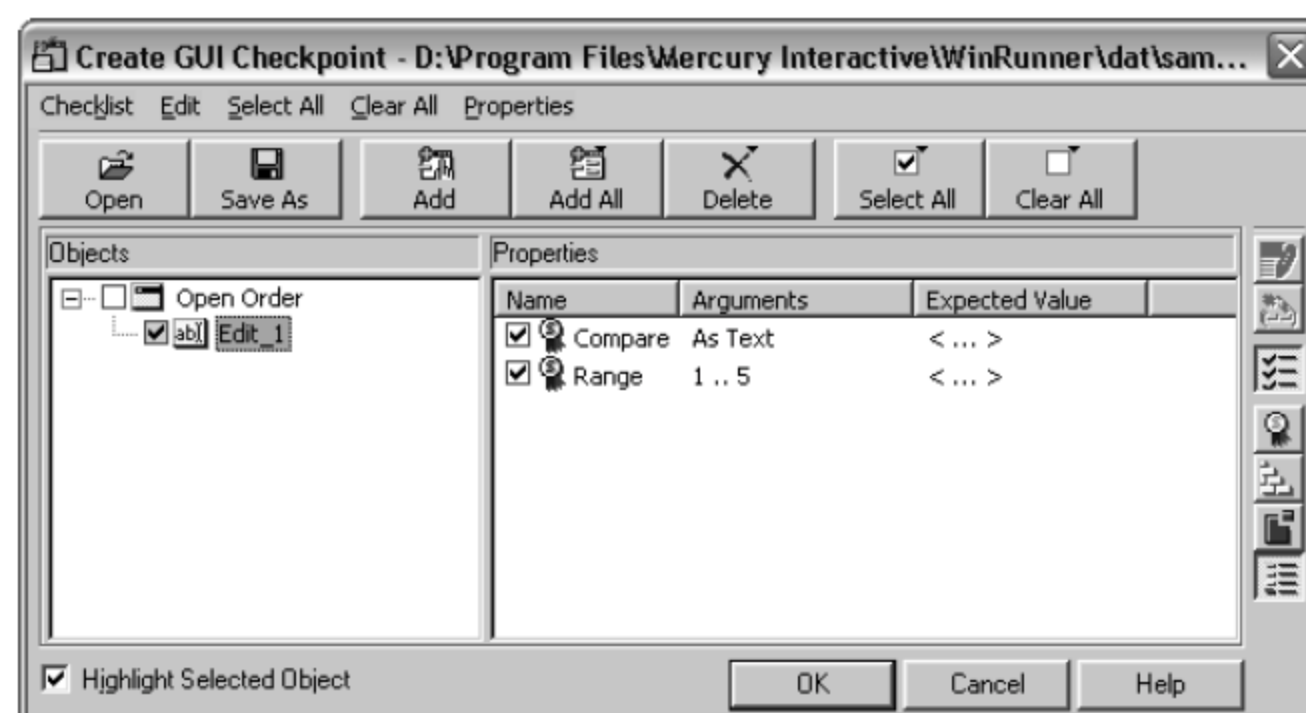 Create GUI Checkpoint - D:\Program Files\Mercury Interactive\WinRunner\dat\sam...
Checklist Edit Select All Clear All Properties
Open Save As Add Add All Delete Select All Clear All
Objects Properties
Open Order
Edit_1
Name Arguments Expected Value
Compare As Text < ... >
Range 1 .. 5 < ... >
Highlight Selected Object OK Cancel Help